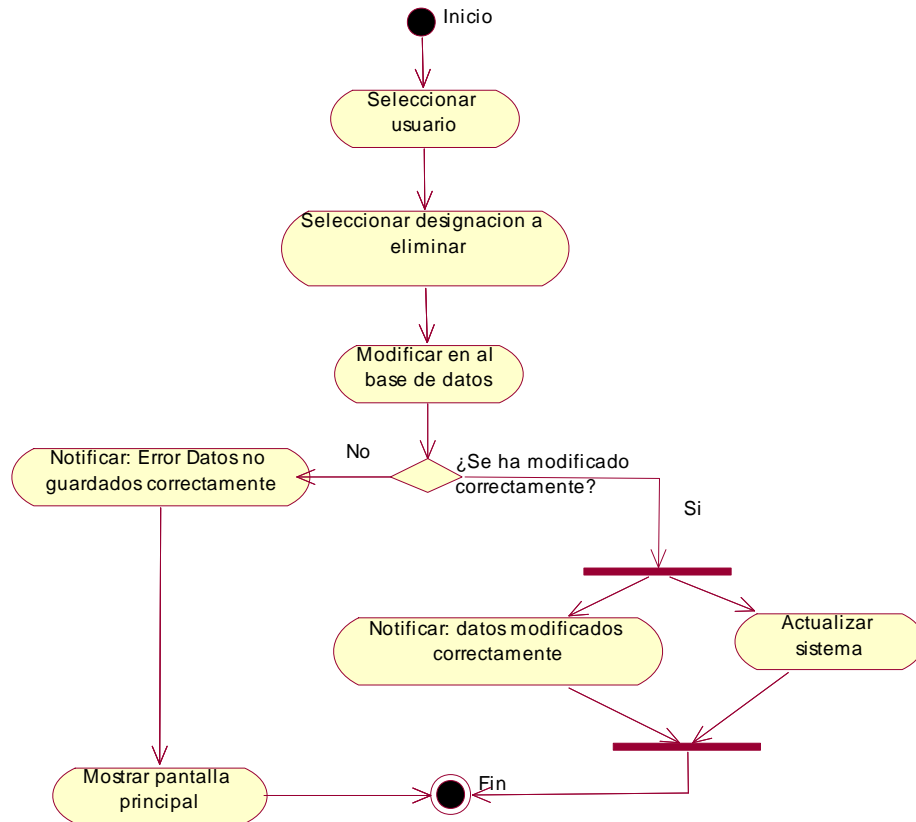 Inicio
Seleccionar
usuario
Seleccionar designacion a
eliminar
Modificar en al
base de datos
No
¿Se ha modificado
correctamente?
Notificar: Error Datos no
guardados correctamente
Si
Notificar: datos modificados
correctamente
Actualizar
sistema
Mostrar pantalla
principal
Fin